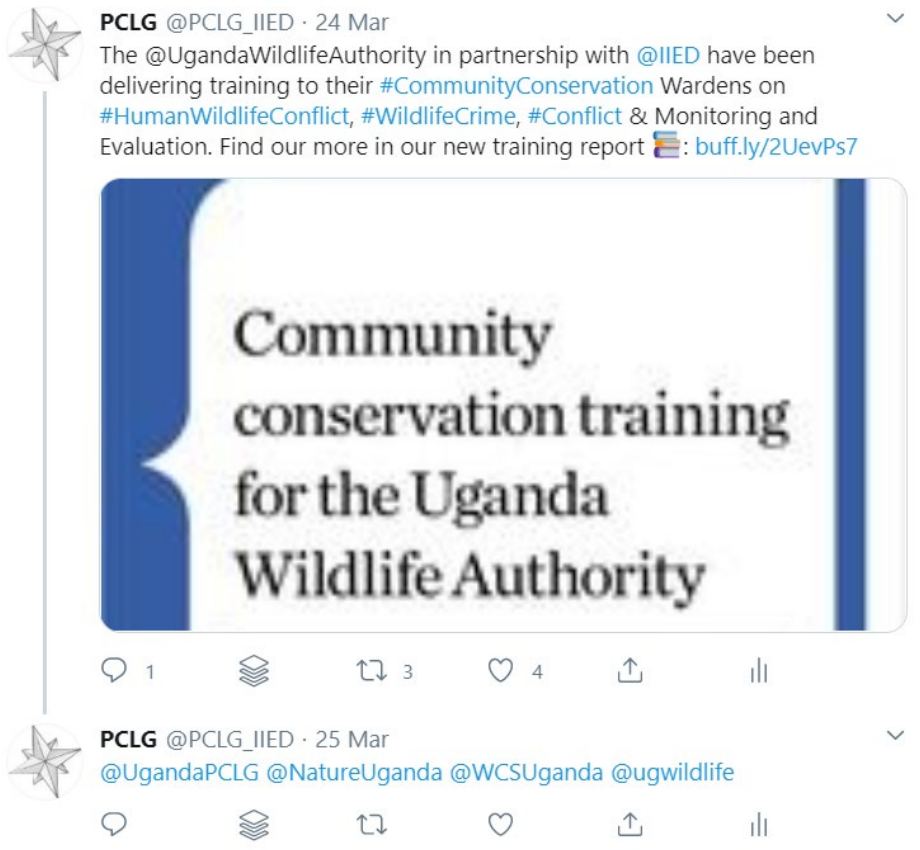 PCLG @PCLG_IIED · 24 Mar
The @UgandaWildlifeAuthority in partnership with @IIED have been
delivering training to their #CommunityConservation Wardens on
#HumanWildlifeConflict, #WildlifeCrime, #Conflict & Monitoring and
Evaluation. Find our more in our new training report 📚: buff.ly/2UevPs7
Community
conservation training
for the Uganda
Wildlife Authority
1 3 4
PCLG @PCLG_IIED · 25 Mar
@UgandaPCLG @NatureUganda @WCSUganda @ugwildlife